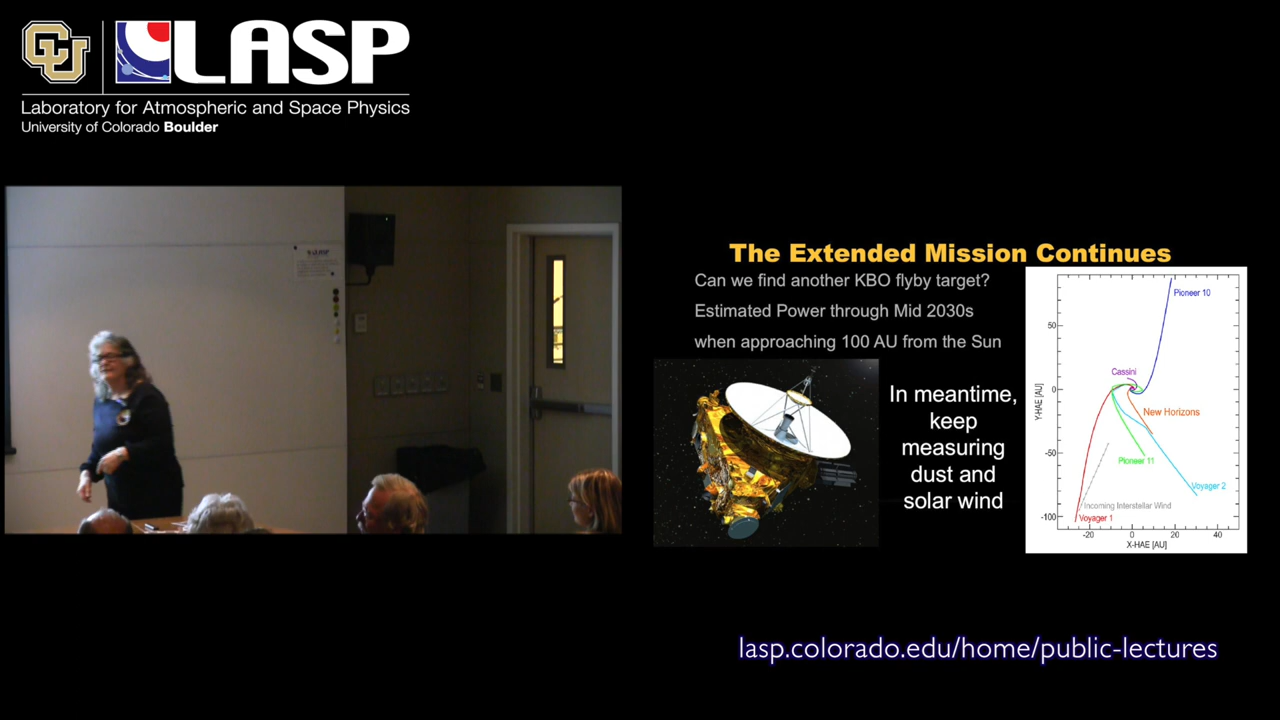 CU
LASP
Laboratory for Atmospheric and Space Physics
University of Colorado Boulder
LASP
The Extended Mission Continues
Can we find another KBO flyby target?
Estimated Power through Mid 2030s
when approaching 100 AU from the Sun
In meantime,
keep
measuring
dust and
solar wind
Pioneer 10
Cassini
New Horizons
Pioneer 11
Voyager 2
Incoming Interstellar Wind
Voyager 1
Y-HAE [AU]
50
0
-50
-100
-20
0
20
40
X-HAE [AU]
lasp.colorado.edu/home/public-lectures